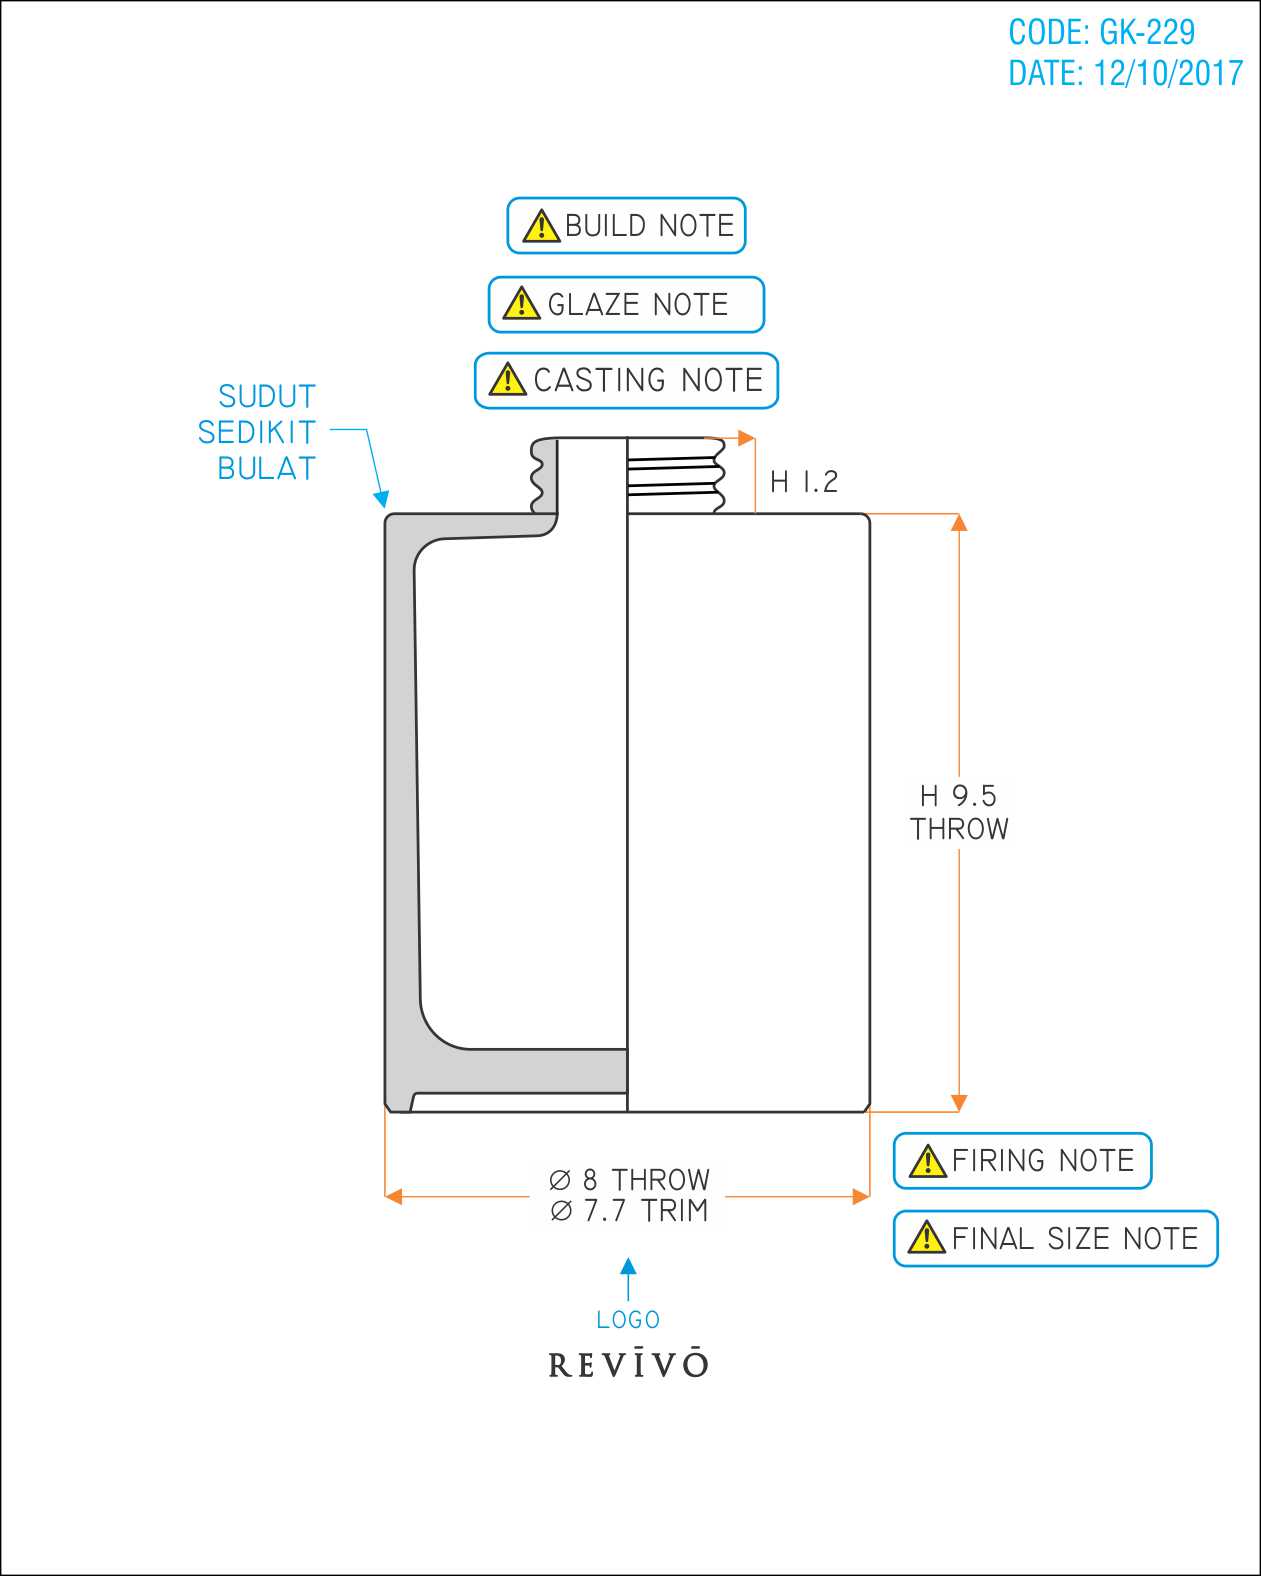 CODE: GK-229
DATE: 12/10/2017
BUILD NOTE
GLAZE NOTE
CASTING NOTE
SUDUT
SEDIKIT
BULAT
H 1.2
H 9.5
THROW
Ø 8 THROW
Ø 7.7 TRIM
FIRING NOTE
FINAL SIZE NOTE
LOGO
REVĪVŌ